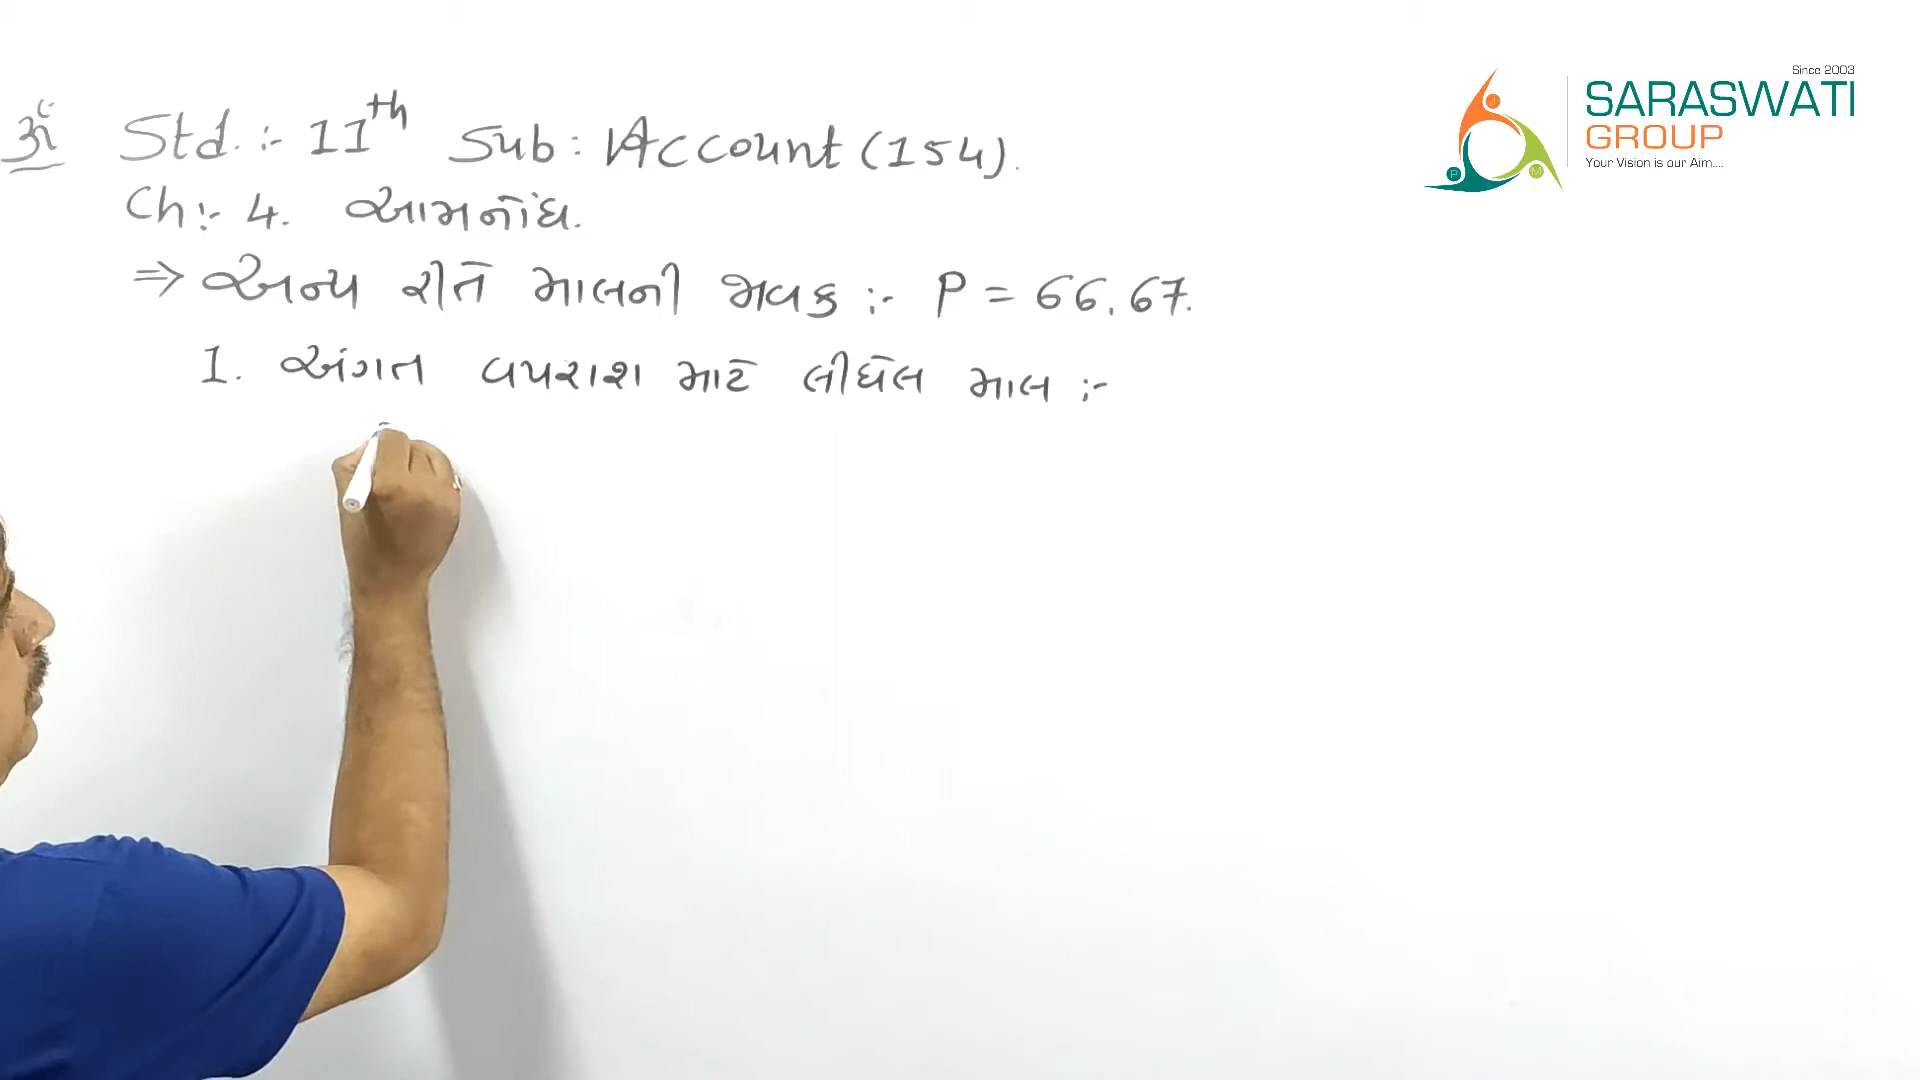 ૐ Std. :- 11th Sub : Account (154).
Ch :- 4. આમનોંધ.
⇒ અન્ય રીતે માલની જાવક :- P = 66, 67.
1. અંગત વપરાશ માટે લીધેલ માલ :-
Since 2003
SARASWATI
GROUP
Your Vision is our Aim....
J
P
M